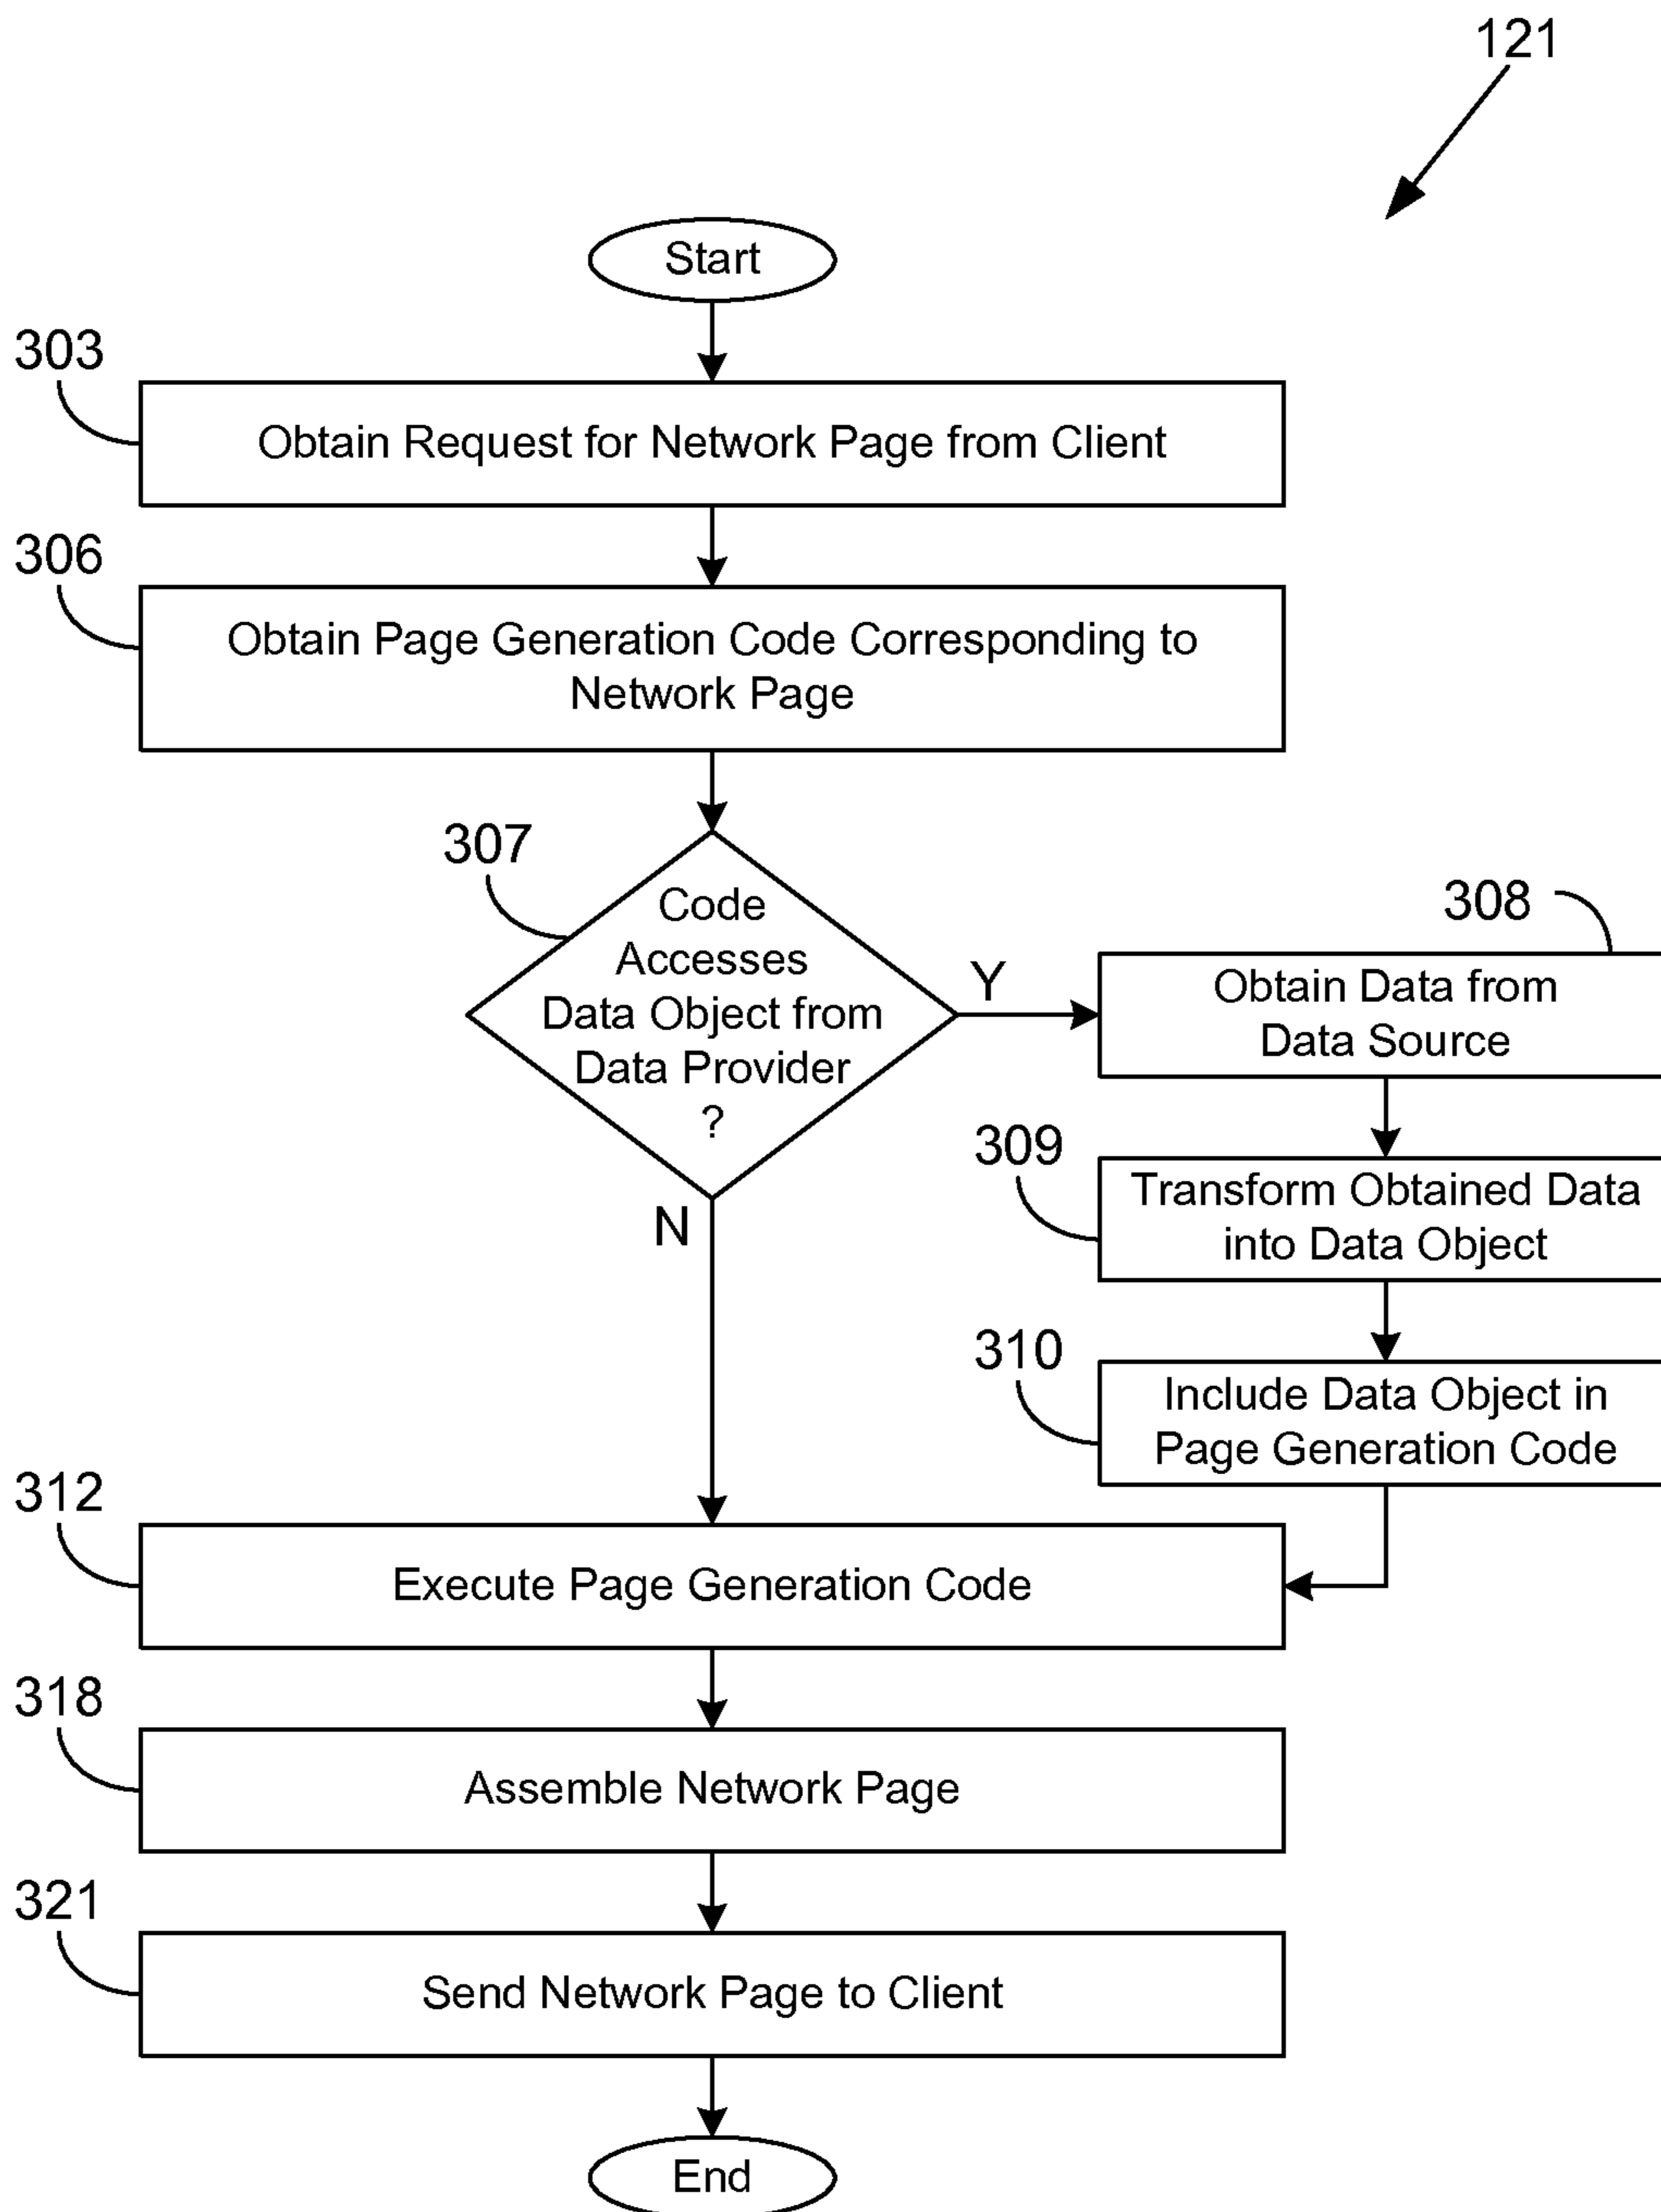 121
Start
303
Obtain Request for Network Page from Client
306
Obtain Page Generation Code Corresponding to
Network Page
307
Code
Accesses
Data Object from
Data Provider
?
Y
308
Obtain Data from
Data Source
309
Transform Obtained Data
into Data Object
310
Include Data Object in
Page Generation Code
N
312
Execute Page Generation Code
318
Assemble Network Page
321
Send Network Page to Client
End